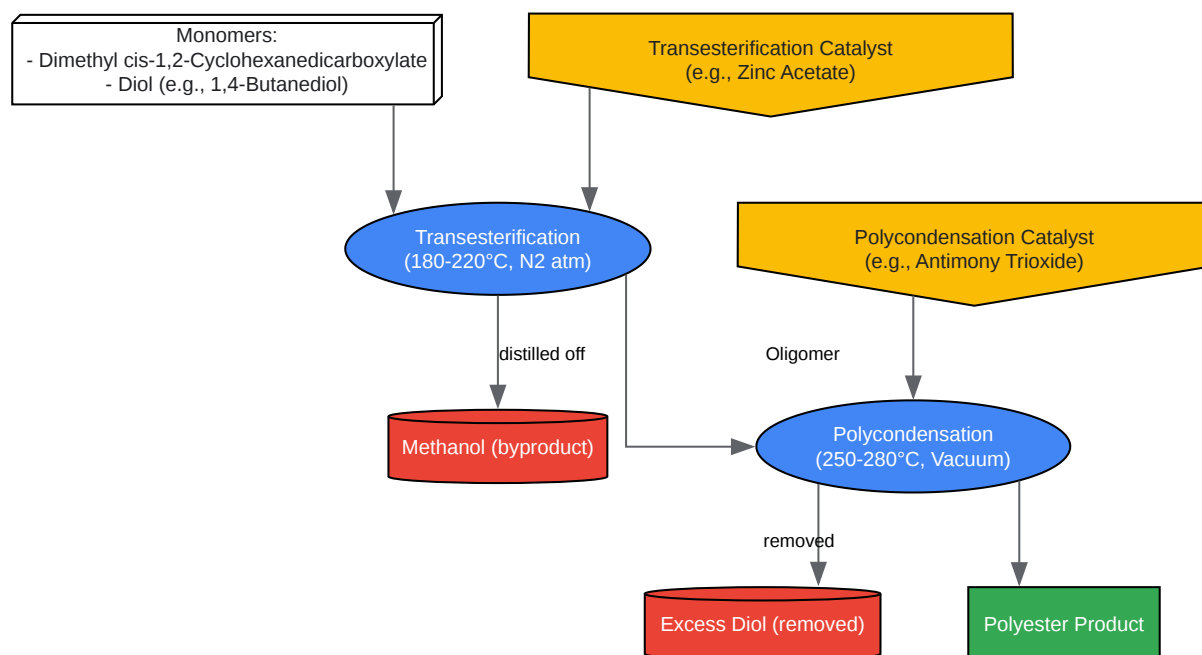 Monomers:
- Dimethyl cis-1,2-Cyclohexanedicarboxylate
- Diol (e.g., 1,4-Butanediol)
Transesterification Catalyst
(e.g., Zinc Acetate)
Transesterification
(180-220°C, N2 atm)
Polycondensation Catalyst
(e.g., Antimony Trioxide)
distilled off
Oligomer
Methanol (byproduct)
Polycondensation
(250-280°C, Vacuum)
removed
Excess Diol (removed)
Polyester Product